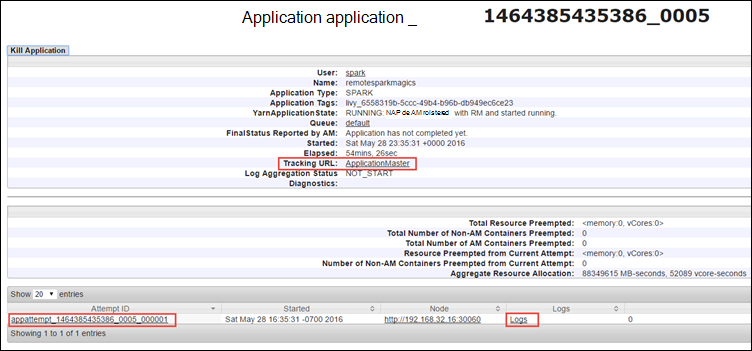 Application application _ 1464385435386_0005
Kill Application
User: spark
Name: remotesparkmagics
Application Type: SPARK
Application Tags: livy_6558319b-5ccc-49b4-b96b-db949ec6ce23
YarnApplicationState: RUNNING: NAP de AM rolstered with RM and started running.
Queue: default
FinalStatus Reported by AM: Application has not completed yet.
Started: Sat May 28 23:35:31 +0000 2016
Elapsed: 54mins, 26sec
Tracking URL: ApplicationMaster
Log Aggregation Status NOT_START
Diagnostics:
Total Resource Preempted: <memory:0, vCores:0>
Total Number of Non-AM Containers Preempted: 0
Total Number of AM Containers Preempted: 0
Resource Preempted from Current Attempt: <memory:0, vCores:0>
Number of Non-AM Containers Preempted from Current Attempt: 0
Aggregate Resource Allocation: 88349615 MB-seconds, 52089 vcore-seconds
Show 20 entries
Attempt ID Started Node Logs
appattempt_1464385435386_0005_000001 Sat May 28 16:35:31 -0700 2016 http://192.168.32.16:30060 Logs 0
Showing 1 to 1 of 1 entries